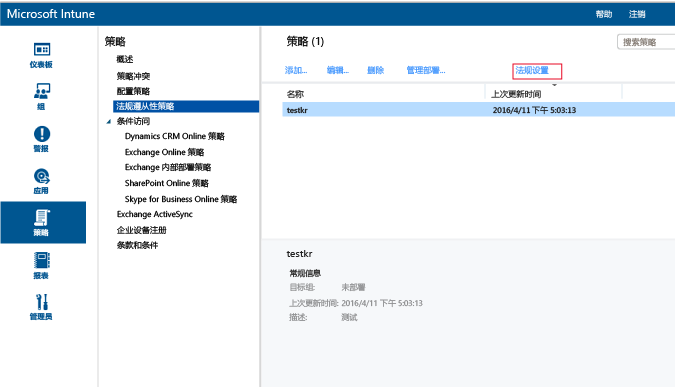 Microsoft Intune
帮助 注销
仪表板
组
警报
应用
策略
报表
管理员
策略
概述
策略冲突
配置策略
法规遵从性策略
条件访问
Dynamics CRM Online 策略
Exchange Online 策略
Exchange 内部部署策略
SharePoint Online 策略
Skype for Business Online 策略
Exchange ActiveSync
企业设备注册
条款和条件
策略 (1)
搜索策略
添加... 编辑... 删除 管理部署... 法规设置
名称 上次更新时间
testkr 2016/4/11 下午 5:03:13
testkr
常规信息
目标组: 未部署
上次更新时间: 2016/4/11 下午 5:03:13
描述: 测试